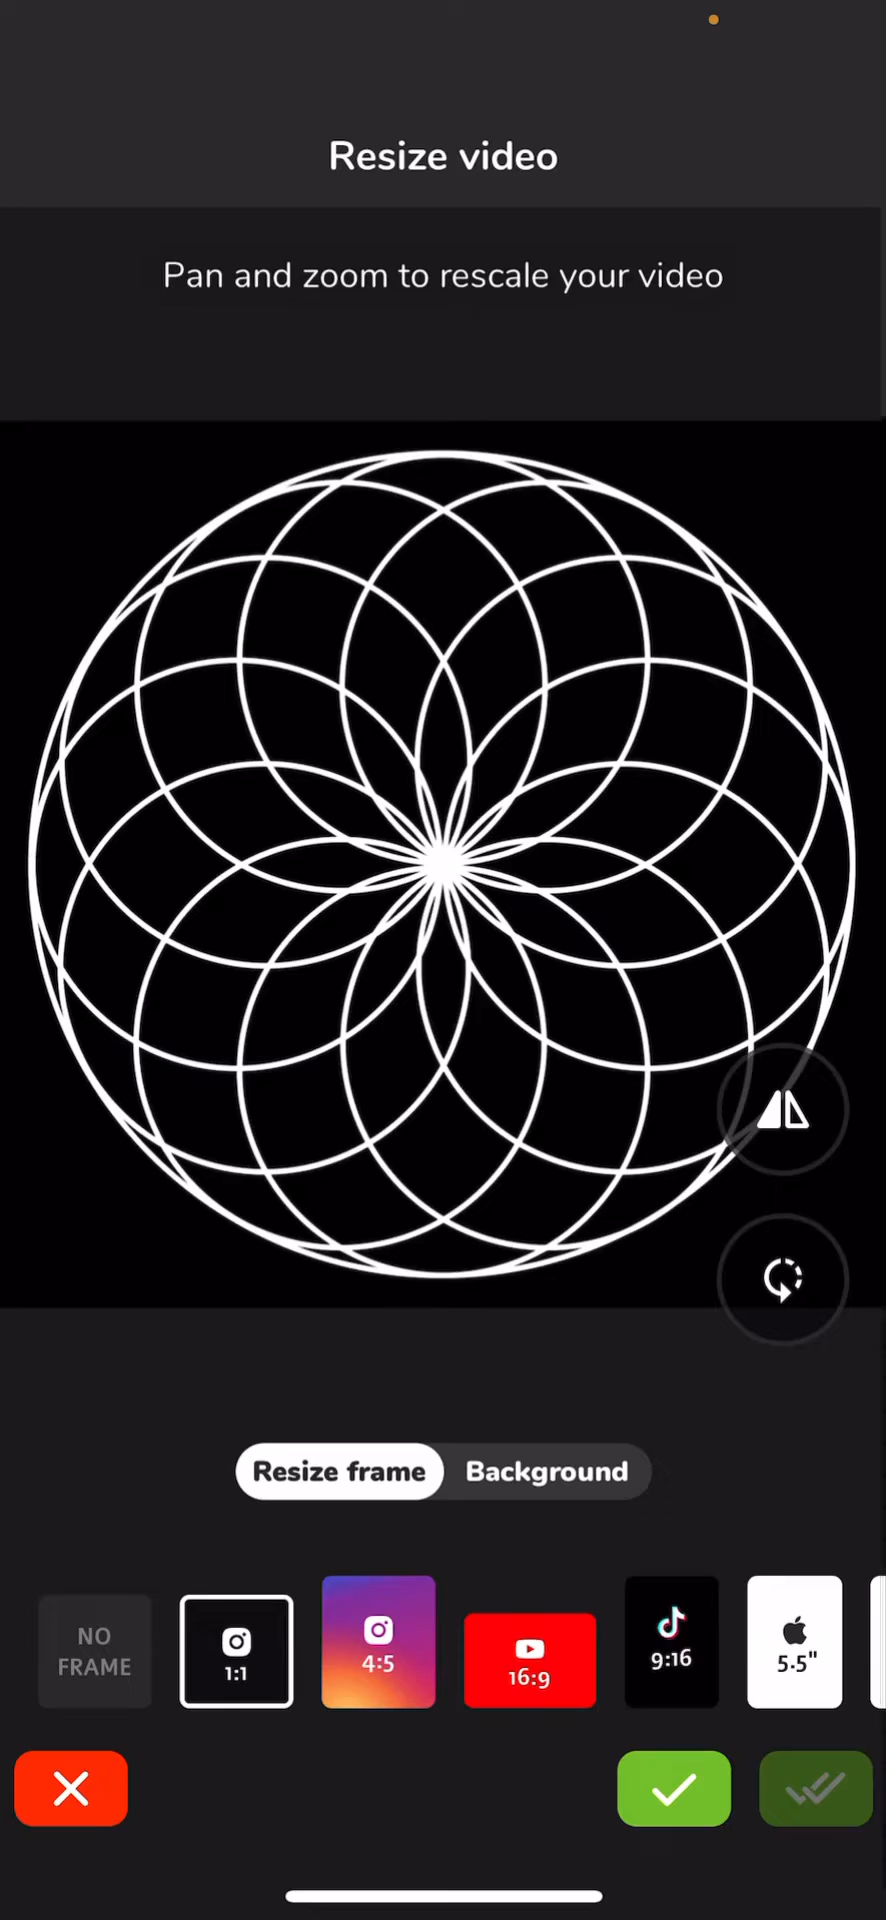 Resize video
Pan and zoom to rescale your video
Resize frame
Background
NO
FRAME
1:1
4:5
16:9
9:16
5.5"